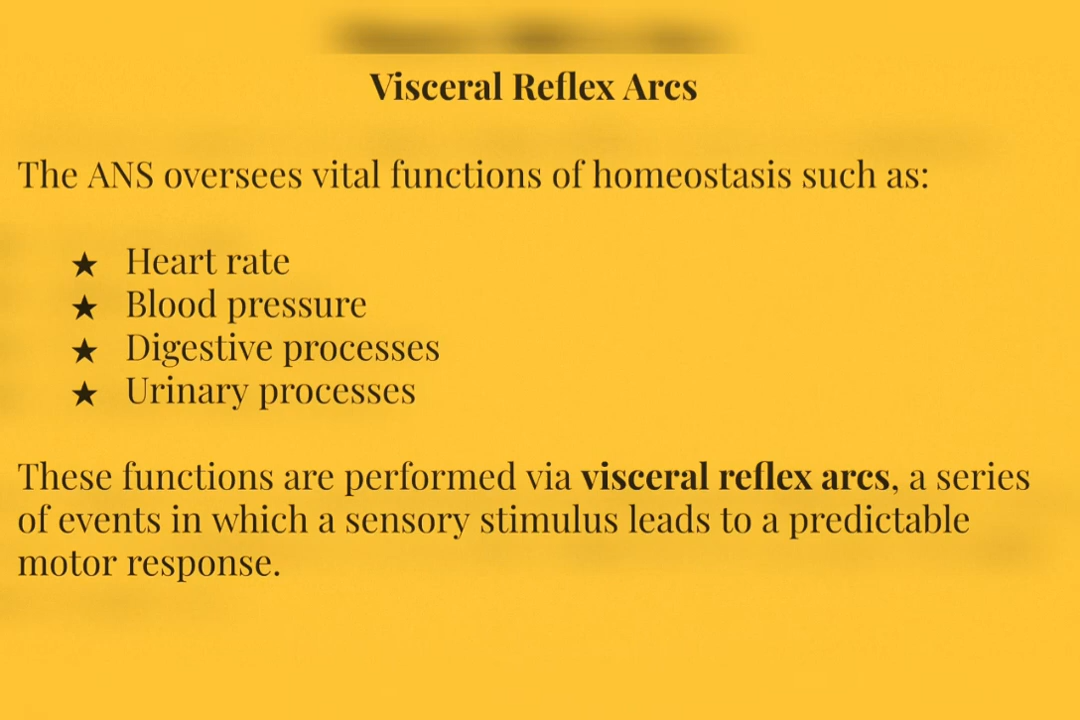 Visceral Reflex Arcs
The ANS oversees vital functions of homeostasis such as:
★ Heart rate
★ Blood pressure
★ Digestive processes
★ Urinary processes
These functions are performed via visceral reflex arcs, a series
of events in which a sensory stimulus leads to a predictable
motor response.